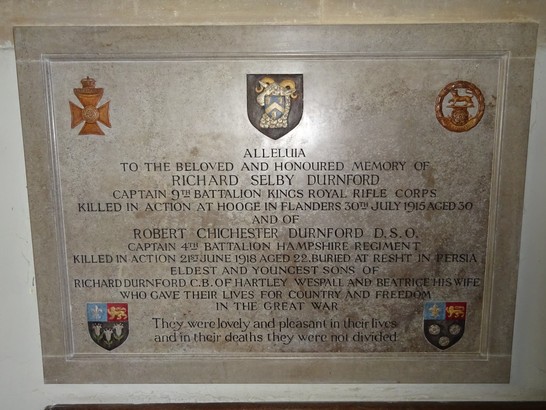 ALLELUIA
TO THE BELOVED AND HONOURED MEMORY OF
RICHARD SELBY DURNFORD
CAPTAIN 9TH BATTALION KINGS ROYAL RIFLE CORPS
KILLED IN ACTION AT HOOGE IN FLANDERS 30TH JULY 1915 AGED 30
AND OF
ROBERT CHICHESTER DURNFORD D.S.O.
CAPTAIN 4TH BATTALION HAMPSHIRE REGIMENT
KILLED IN ACTION 21ST JUNE 1918 AGED 22. BURIED AT RESHT IN PERSIA
ELDEST AND YOUNGEST SONS OF
RICHARD DURNFORD C.B. OF HARTLEY WESPALL AND BEATRICE HIS WIFE
WHO GAVE THEIR LIVES FOR COUNTRY AND FREEDOM
IN THE GREAT WAR
They were lovely and pleasant in their lives
and in their deaths they were not divided.